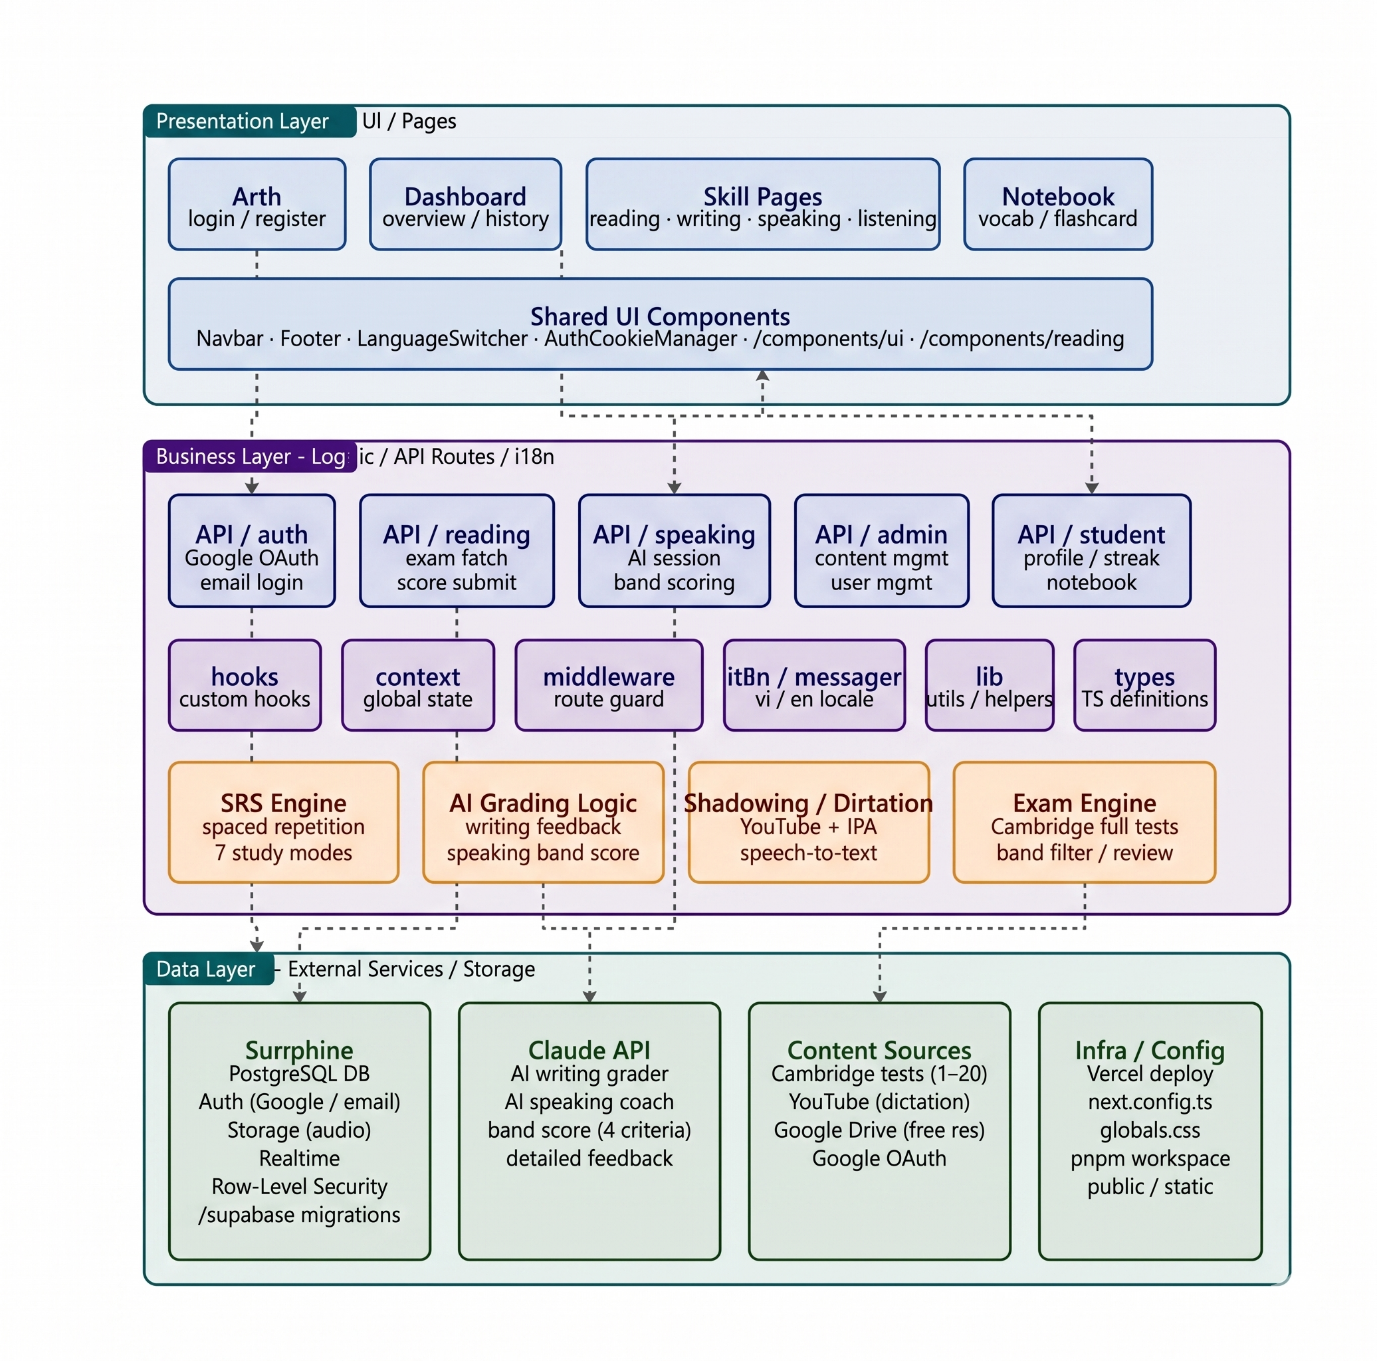 Presentation Layer UI / Pages
Arth
login / register
Dashboard
overview / history
Skill Pages
reading · writing · speaking · listening
Notebook
vocab / flashcard
Shared UI Components
Navbar · Footer · LanguageSwitcher · AuthCookieManager · /components/ui · /components/reading
Business Layer - Logic / API Routes / i18n
API / auth
Google OAuth
email login
API / reading
exam fatch
score submit
API / speaking
AI session
band scoring
API / admin
content mgmt
user mgmt
API / student
profile / streak
notebook
hooks
custom hooks
context
global state
middleware
route guard
itBn / messager
vi / en locale
lib
utils / helpers
types
TS definitions
SRS Engine
spaced repetition
7 study modes
AI Grading Logic
writing feedback
speaking band score
Shadowing / Dirtation
YouTube + IPA
speech-to-text
Exam Engine
Cambridge full tests
band filter / review
Data Layer - External Services / Storage
Surrphine
PostgreSQL DB
Auth (Google / email)
Storage (audio)
Realtime
Row-Level Security
/supabase migrations
Claude API
AI writing grader
AI speaking coach
band score (4 criteria)
detailed feedback
Content Sources
Cambridge tests (1–20)
YouTube (dictation)
Google Drive (free res)
Google OAuth
Infra / Config
Vercel deploy
next.config.ts
globals.css
pnpm workspace
public / static